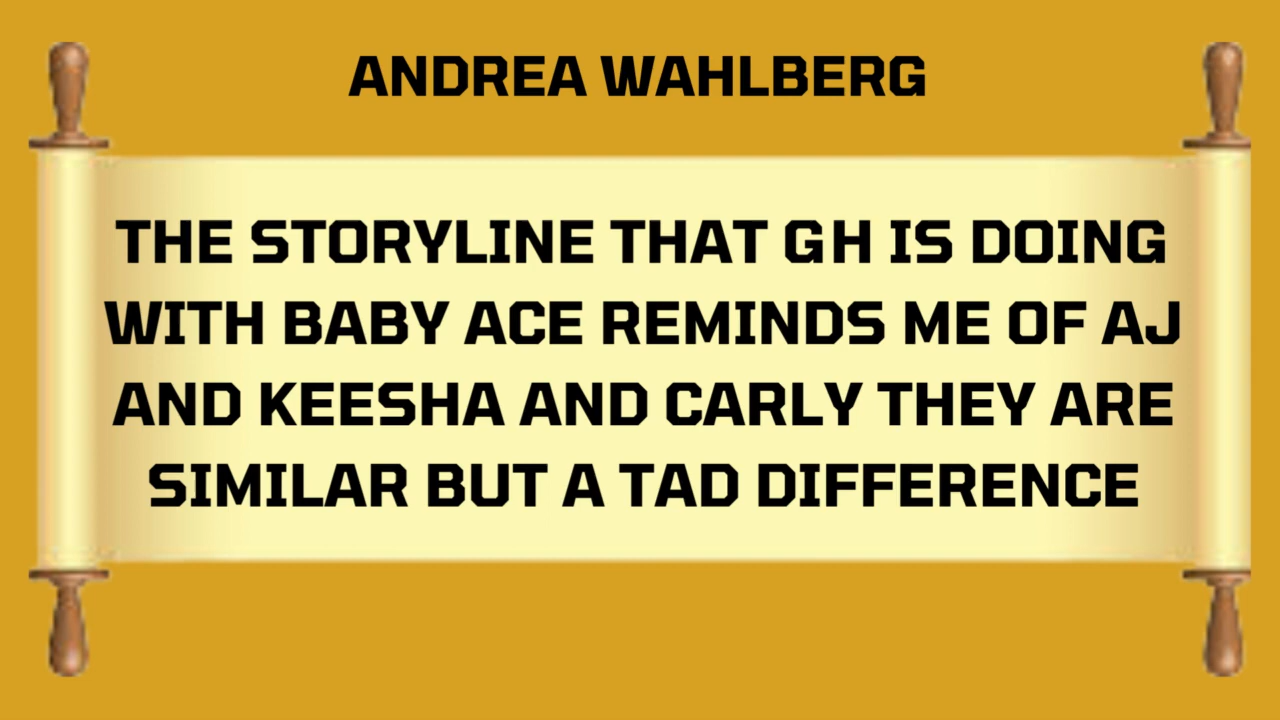 ANDREA WAHLBERG
THE STORYLINE THAT GH IS DOING
WITH BABY ACE REMINDS ME OF AJ
AND KEESHA AND CARLY THEY ARE
SIMILAR BUT A TAD DIFFERENCE